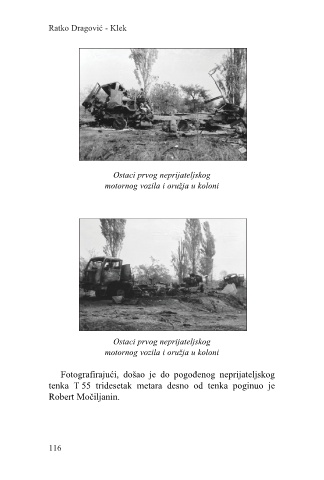 Ratko Dragović - Klek
Ostaci prvog neprijateljskog
motornog vozila i oružja u koloni
Ostaci prvog neprijateljskog
motornog vozila i oružja u koloni
Fotografirajući, došao je do pogođenog neprijateljskog
tenka T 55 tridesetak metara desno od tenka poginuo je
Robert Močiljanin.
116